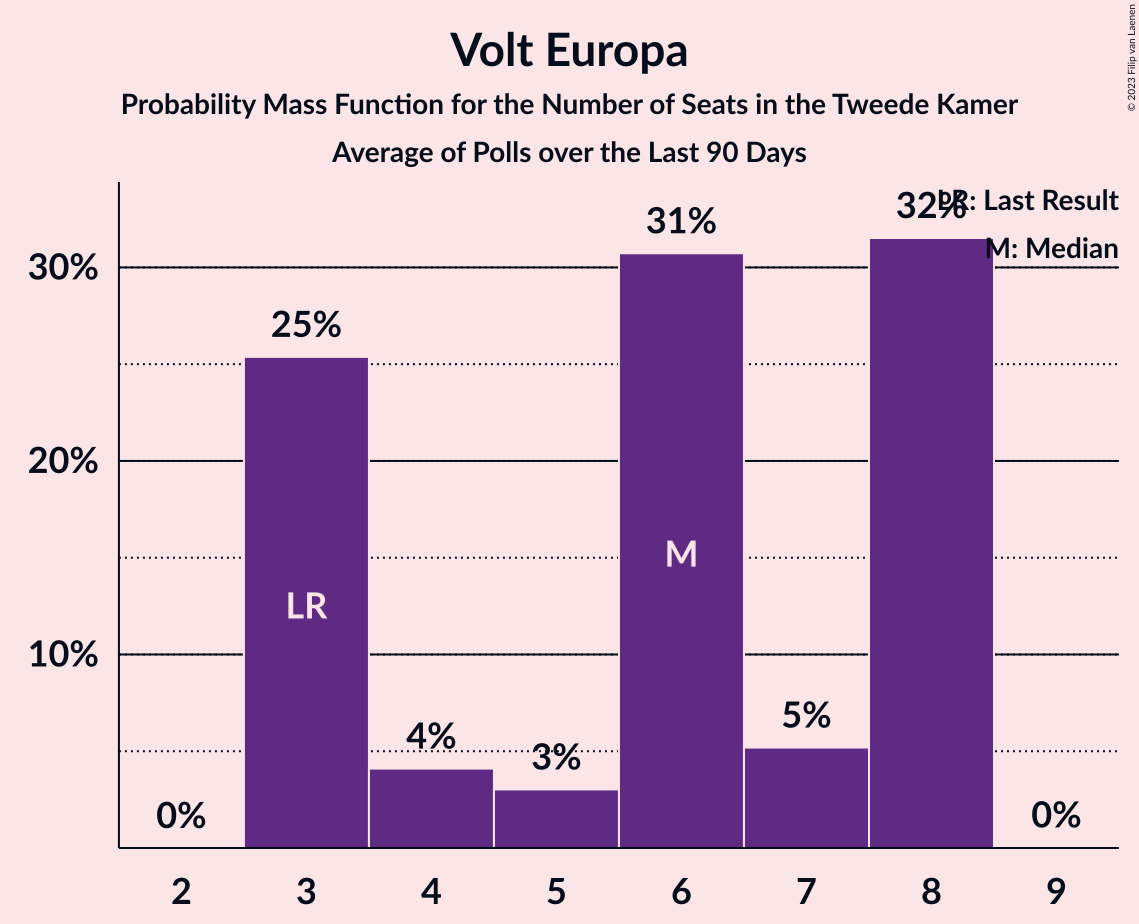 Volt Europa
Probability Mass Function for the Number of Seats in the Tweede Kamer
Average of Polls over the Last 90 Days
© 2023 Filip van Laenen
LR: Last Result
M: Median
32%
31%
30%
25%
20%
M
LR
10%
5%
4%
3%
0%
0%
2 3 4 5 6 7 8 9